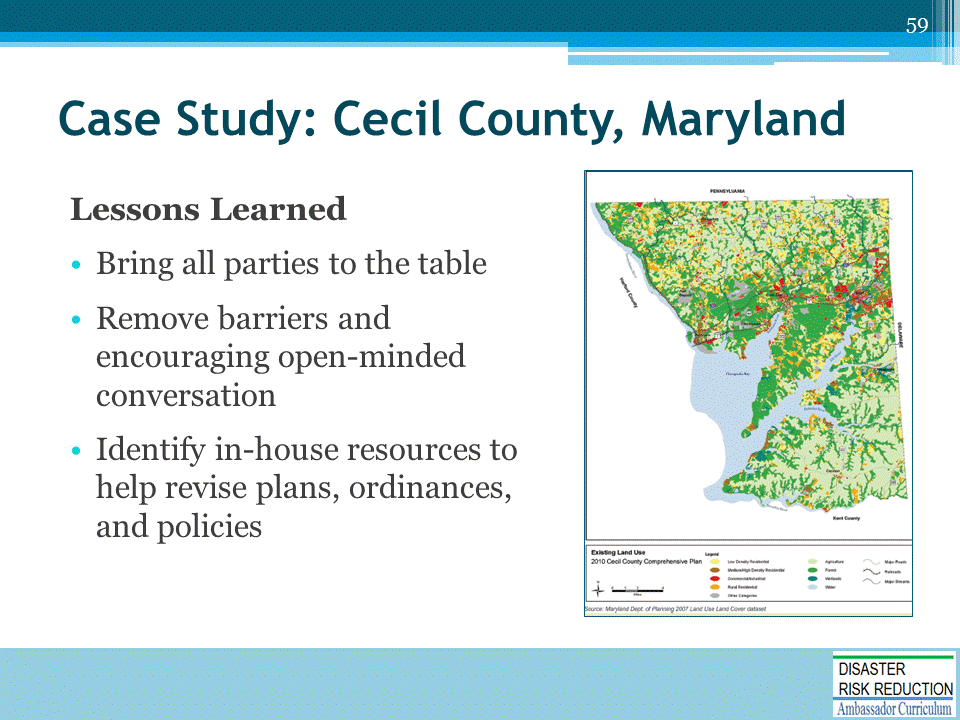 59
Case Study: Cecil County, Maryland
Lessons Learned
• Bring all parties to the table
• Remove barriers and
encouraging open-minded
conversation
• Identify in-house resources to
help revise plans, ordinances,
and policies
PENNSYLVANIA
Harford County
DELAWARE
Chesapeake Bay
Kent County
Existing Land Use
2010 Cecil County Comprehensive Plan
Legend
Low Density Residential
Medium/High Density Residential
Commercial/Industrial
Rural Residential
Other Categories
Agriculture
Forest
Wetlands
Water
Major Roads
Railroads
Major Streams
Source: Maryland Dept. of Planning 2007 Land Use Land Cover dataset
DISASTER
RISK REDUCTION
Ambassador Curriculum